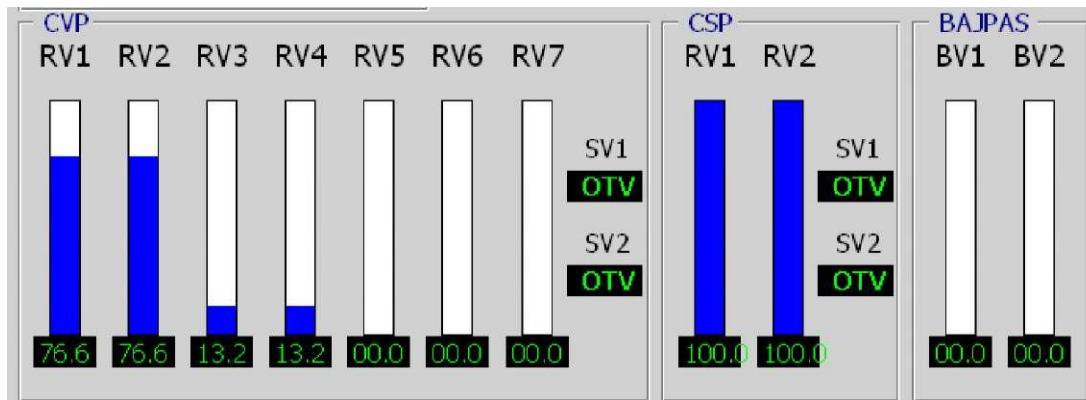 CVP CSP BAJPAS
RV1 RV2 RV3 RV4 RV5 RV6 RV7 RV1 RV2 BV1 BV2
SV1 SV1
OTV OTV
SV2 SV2
OTV OTV
76.6 76.6 13.2 13.2 00.0 00.0 00.0 100.0 100.0 00.0 00.0